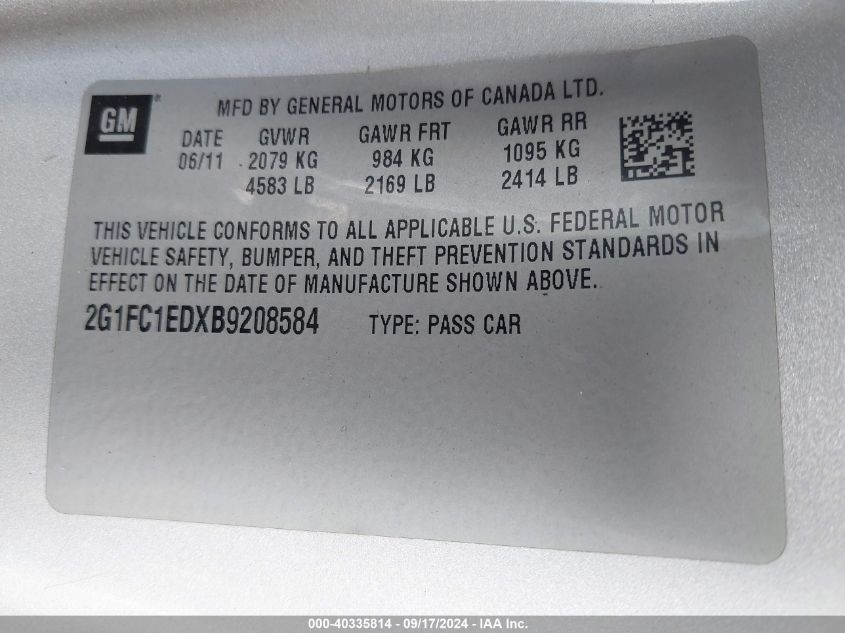 GM®
MFD BY GENERAL MOTORS OF CANADA LTD.
DATE GVWR GAWR FRT GAWR RR
06/11 2079 KG 984 KG 1095 KG
4583 LB 2169 LB 2414 LB
THIS VEHICLE CONFORMS TO ALL APPLICABLE U.S. FEDERAL MOTOR
VEHICLE SAFETY, BUMPER, AND THEFT PREVENTION STANDARDS IN
EFFECT ON THE DATE OF MANUFACTURE SHOWN ABOVE.
2G1FC1EDXB9208584 TYPE: PASS CAR
000-40335814 - 09/17/2024 - IAA Inc.